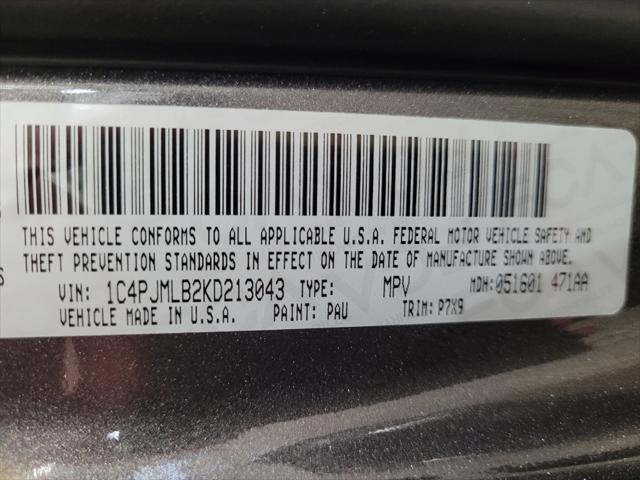 THIS VEHICLE CONFORMS TO ALL APPLICABLE U.S.A. FEDERAL MOTOR VEHICLE SAFETY AND
THEFT PREVENTION STANDARDS IN EFFECT ON THE DATE OF MANUFACTURE SHOWN ABOVE.
VIN: 1C4PJMLB2KD213043 TYPE: MPV MDH:051601 471AA
VEHICLE MADE IN U.S.A. PAINT: PAU TRIM: P7X9